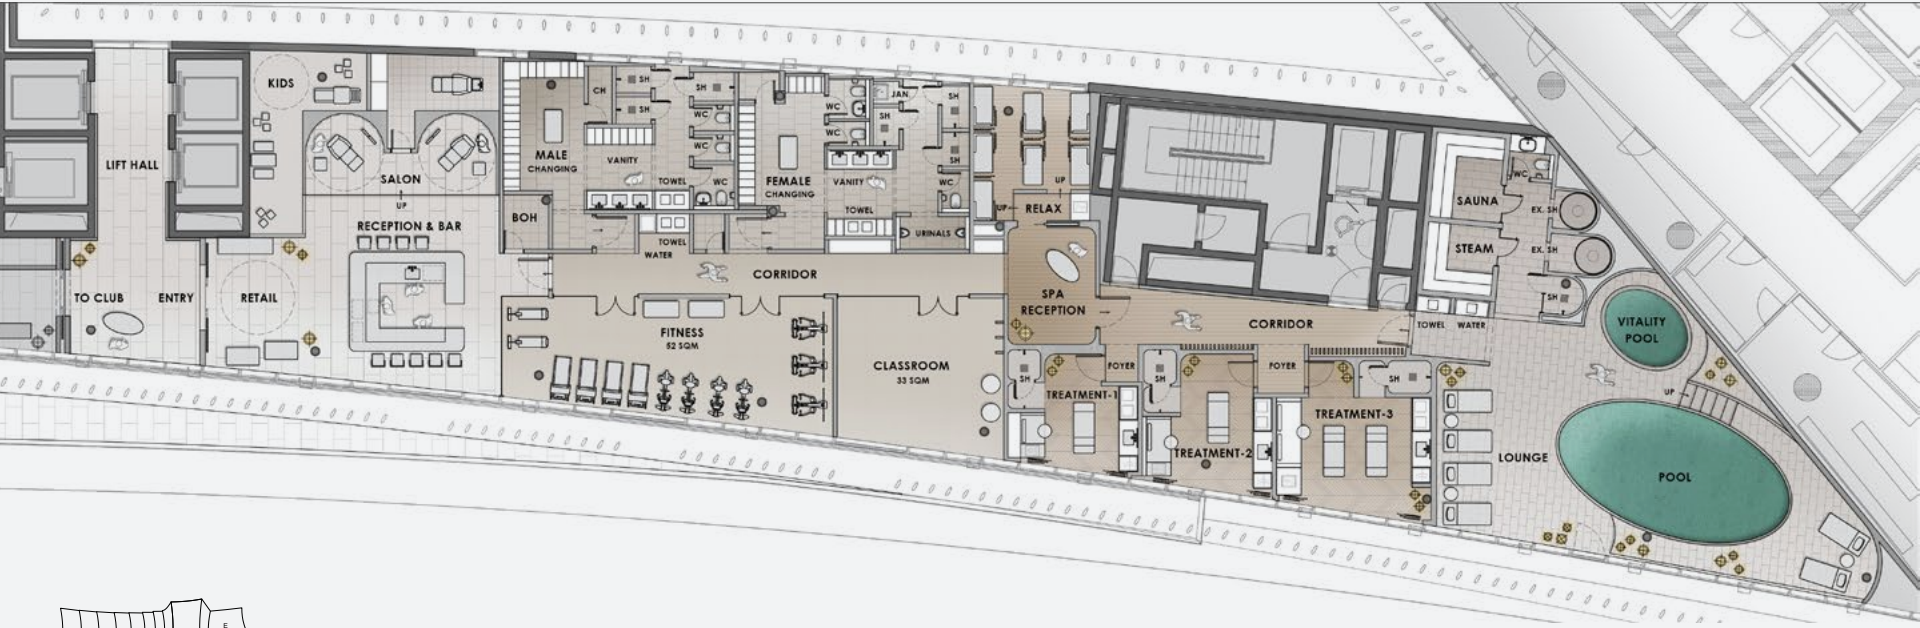 KIDS
LIFT HALL
SALON
UP
RECEPTION & BAR
TO CLUB
ENTRY
RETAIL
MALE
CHANGING
BOH
CH
SH
SH
SH
WC
WC
VANITY
TOWEL
WC
TOWEL
WATER
FEMALE
CHANGING
WC
WC
JAN
SH
SH
SH
VANITY
WC
TOWEL
URINALS
UP
UP
RELAX
CORRIDOR
FITNESS
52 SQM
CLASSROOM
33 SQM
SPA
RECEPTION
CORRIDOR
SH
FOYER
TREATMENT-1
SH
FOYER
TREATMENT-2
SH
TREATMENT-3
SAUNA
WC
EX. SH
STEAM
EX. SH
SH
TOWEL
WATER
VITALITY
POOL
UP
LOUNGE
POOL
E